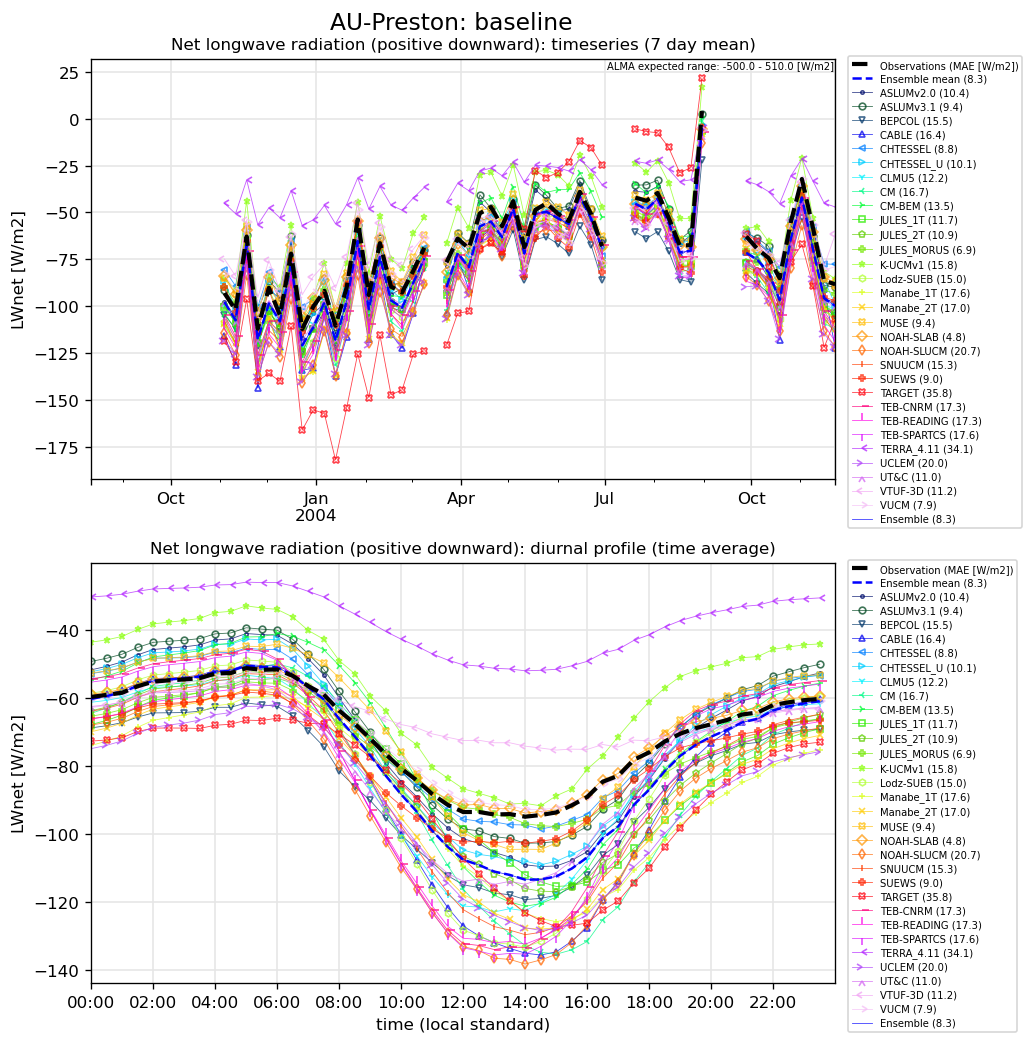 AU-Preston: baseline
Net longwave radiation (positive downward): timeseries (7 day mean)
ALMA expected range: -500.0 - 510.0 [W/m2]
LWnet [W/m2]
25
0
−25
−50
−75
−100
−125
−150
−175
Oct
Jan
2004
Apr
Jul
Oct
Observations (MAE [W/m2])
Ensemble mean (8.3)
ASLUMv2.0 (10.4)
ASLUMv3.1 (9.4)
BEPCOL (15.5)
CABLE (16.4)
CHTESSEL (8.8)
CHTESSEL_U (10.1)
CLMU5 (12.2)
CM (16.7)
CM-BEM (13.5)
JULES_1T (11.7)
JULES_2T (10.9)
JULES_MORUS (6.9)
K-UCMv1 (15.8)
Lodz-SUEB (15.0)
Manabe_1T (17.6)
Manabe_2T (17.0)
MUSE (9.4)
NOAH-SLAB (4.8)
NOAH-SLUCM (20.7)
SNUUCM (15.3)
SUEWS (9.0)
TARGET (35.8)
TEB-CNRM (17.3)
TEB-READING (17.3)
TEB-SPARTCS (17.6)
TERRA_4.11 (34.1)
UCLEM (20.0)
UT&C (11.0)
VTUF-3D (11.2)
VUCM (7.9)
Ensemble (8.3)
Net longwave radiation (positive downward): diurnal profile (time average)
LWnet [W/m2]
−40
−60
−80
−100
−120
−140
00:00
02:00
04:00
06:00
08:00
10:00
12:00
14:00
16:00
18:00
20:00
22:00
time (local standard)
Observation (MAE [W/m2])
Ensemble mean (8.3)
ASLUMv2.0 (10.4)
ASLUMv3.1 (9.4)
BEPCOL (15.5)
CABLE (16.4)
CHTESSEL (8.8)
CHTESSEL_U (10.1)
CLMU5 (12.2)
CM (16.7)
CM-BEM (13.5)
JULES_1T (11.7)
JULES_2T (10.9)
JULES_MORUS (6.9)
K-UCMv1 (15.8)
Lodz-SUEB (15.0)
Manabe_1T (17.6)
Manabe_2T (17.0)
MUSE (9.4)
NOAH-SLAB (4.8)
NOAH-SLUCM (20.7)
SNUUCM (15.3)
SUEWS (9.0)
TARGET (35.8)
TEB-CNRM (17.3)
TEB-READING (17.3)
TEB-SPARTCS (17.6)
TERRA_4.11 (34.1)
UCLEM (20.0)
UT&C (11.0)
VTUF-3D (11.2)
VUCM (7.9)
Ensemble (8.3)